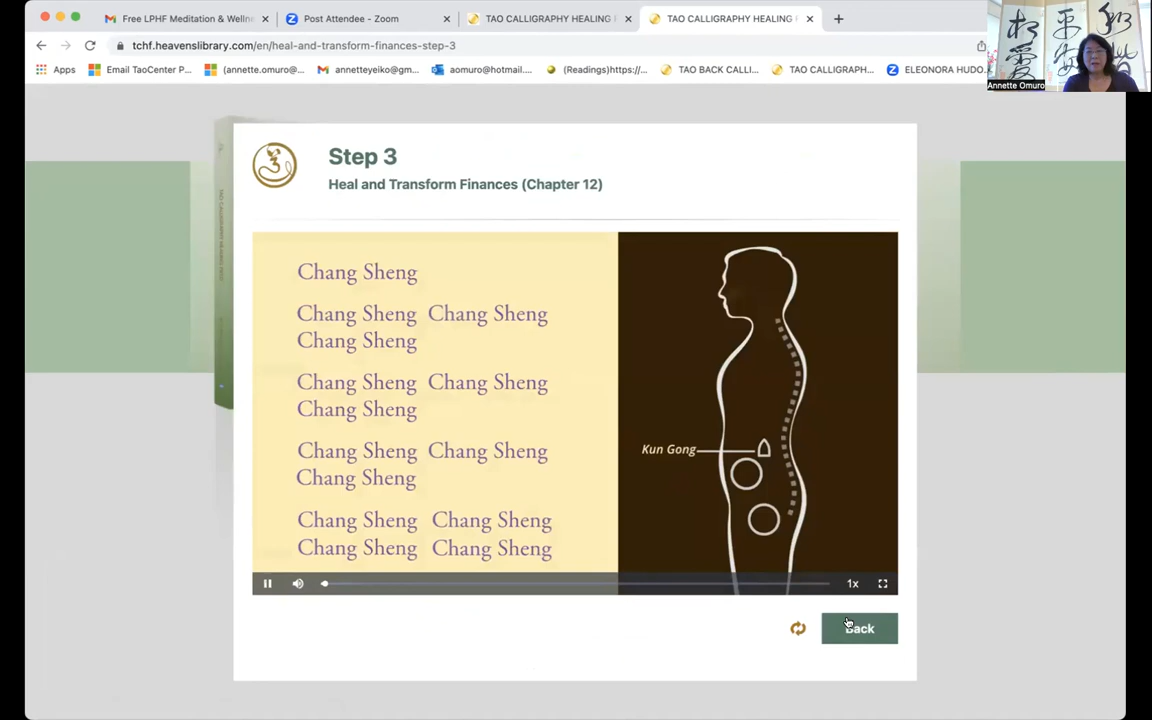 Free LPHF Meditation & Welln
Post Attendee - Zoom
TAO CALLIGRAPHY HEALING
TAO CALLIGRAPHY HEALING
tchf.heavenslibrary.com/en/heal-and-transform-finances-step-3
Apps
Email TaoCenter P...
(annette.omuro@...
annetteyeiko@gm...
aomuro@hotmail....
(Readings)https://...
TAO BACK CALLI...
TAO CALLIGRAPH...
ELEONORA HUDO.
Annette Omuro
Step 3
Heal and Transform Finances (Chapter 12)
Chang Sheng
Chang Sheng Chang Sheng
Chang Sheng
Chang Sheng Chang Sheng
Chang Sheng
Chang Sheng Chang Sheng
Chang Sheng
Chang Sheng Chang Sheng
Chang Sheng Chang Sheng
Kun Gong
1x
Back